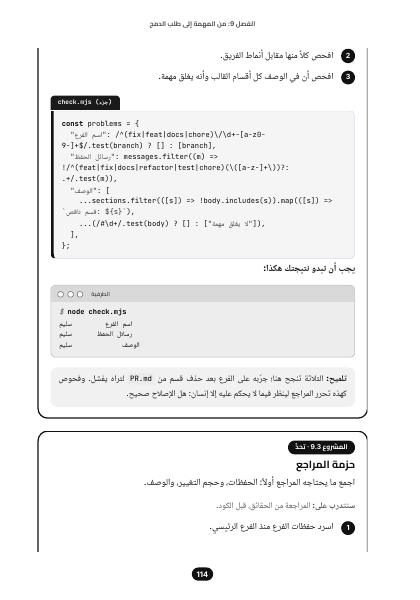 الفصل 9: من المهمة إلى طلب الدمج
2 افحص كلاً منها مقابل أنماط الفريق.
3 افحص أن في الوصف كل أقسام القالب وأنه يغلق مهمة.
check.mjs (جزء)
const problems = {
"اسم الفرع": /^(fix|feat|docs|chore)\/\d+-[a-z0-
9-]+$/.test(branch) ? [] : [branch],
"رسائل الحفظ": messages.filter((m) =>
!/^(feat|fix|docs|refactor|test|chore)(\([a-z-]+\))?:
.+/.test(m)),
"الوصف": [
...sections.filter(([s]) => !body.includes(s)).map(([s]) =>
`قسم ناقص: ${s}`),
...(/#\d+/.test(body) ? [] : ["لا يغلق مهمة"]),
],
};
يجب أن تبدو نتيجتك هكذا:
الطرفية
$ node check.mjs
اسم الفرع سليم
رسائل الحفظ سليم
الوصف سليم
تلميح: الثلاثة تنجح هنا؛ جرّبه على الفرع بعد حذف قسم من PR.md لتراه يفشل. وفحوص
كهذه تحرر المراجع لينظر فيما لا يحكم عليه إلا إنسان: هل الإصلاح صحيح.
المشروع 9.3 · تحدٍّ
حزمة المراجع
اجمع ما يحتاجه المراجع أولاً: الحفظات، وحجم التغيير، والوصف.
ستتدرب على: المراجعة من الحقائق، قبل الكود.
1 اسرد حفظات الفرع منذ الفرع الرئيسي.
114